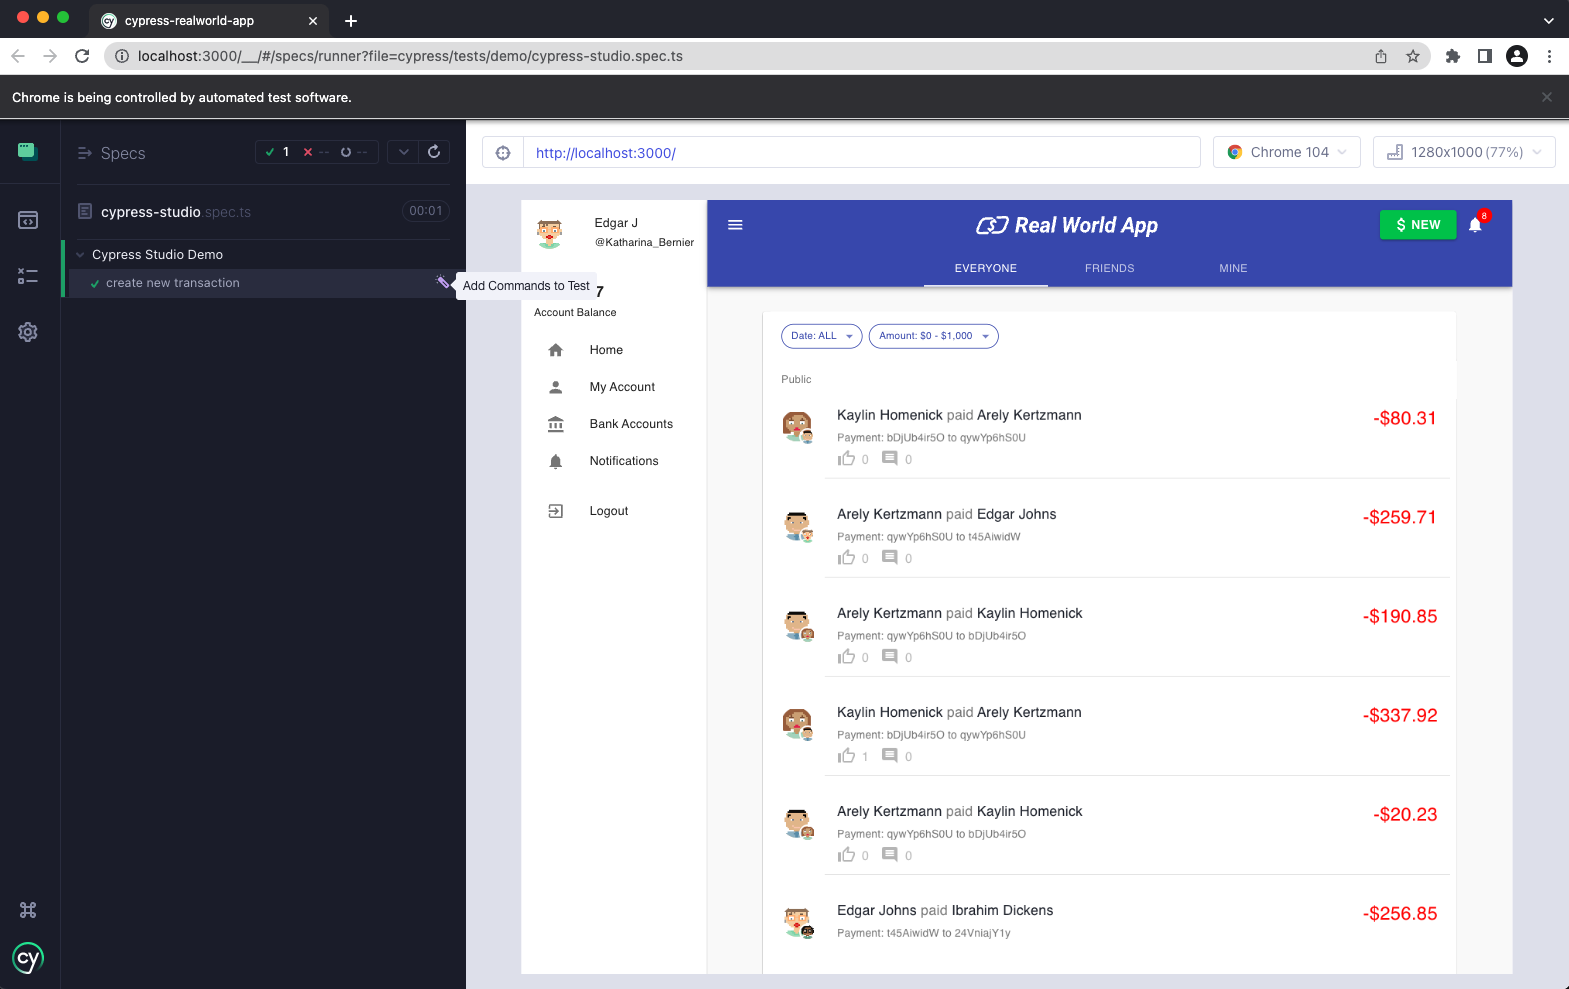 cypress-realworld-app
localhost:3000/__/#/specs/runner?file=cypress/tests/demo/cypress-studio.spec.ts
Chrome is being controlled by automated test software.
Specs
1 -- --
http://localhost:3000/
Chrome 104
1280x1000 (77%)
cypress-studio.spec.ts 00:01
Cypress Studio Demo
create new transaction
Add Commands to Test
cy
Edgar J
@Katharina_Bernier
7
Account Balance
Home
My Account
Bank Accounts
Notifications
Logout
Real World App
$ NEW
8
EVERYONE FRIENDS MINE
Date: ALL Amount: $0 - $1,000
Public
Kaylin Homenick paid Arely Kertzmann -$80.31
Payment: bDjUb4ir5O to qywYp6hS0U
0 0
Arely Kertzmann paid Edgar Johns -$259.71
Payment: qywYp6hS0U to t45AiwidW
0 0
Arely Kertzmann paid Kaylin Homenick -$190.85
Payment: qywYp6hS0U to bDjUb4ir5O
0 0
Kaylin Homenick paid Arely Kertzmann -$337.92
Payment: bDjUb4ir5O to qywYp6hS0U
1 0
Arely Kertzmann paid Kaylin Homenick -$20.23
Payment: qywYp6hS0U to bDjUb4ir5O
0 0
Edgar Johns paid Ibrahim Dickens -$256.85
Payment: t45AiwidW to 24VniajY1y